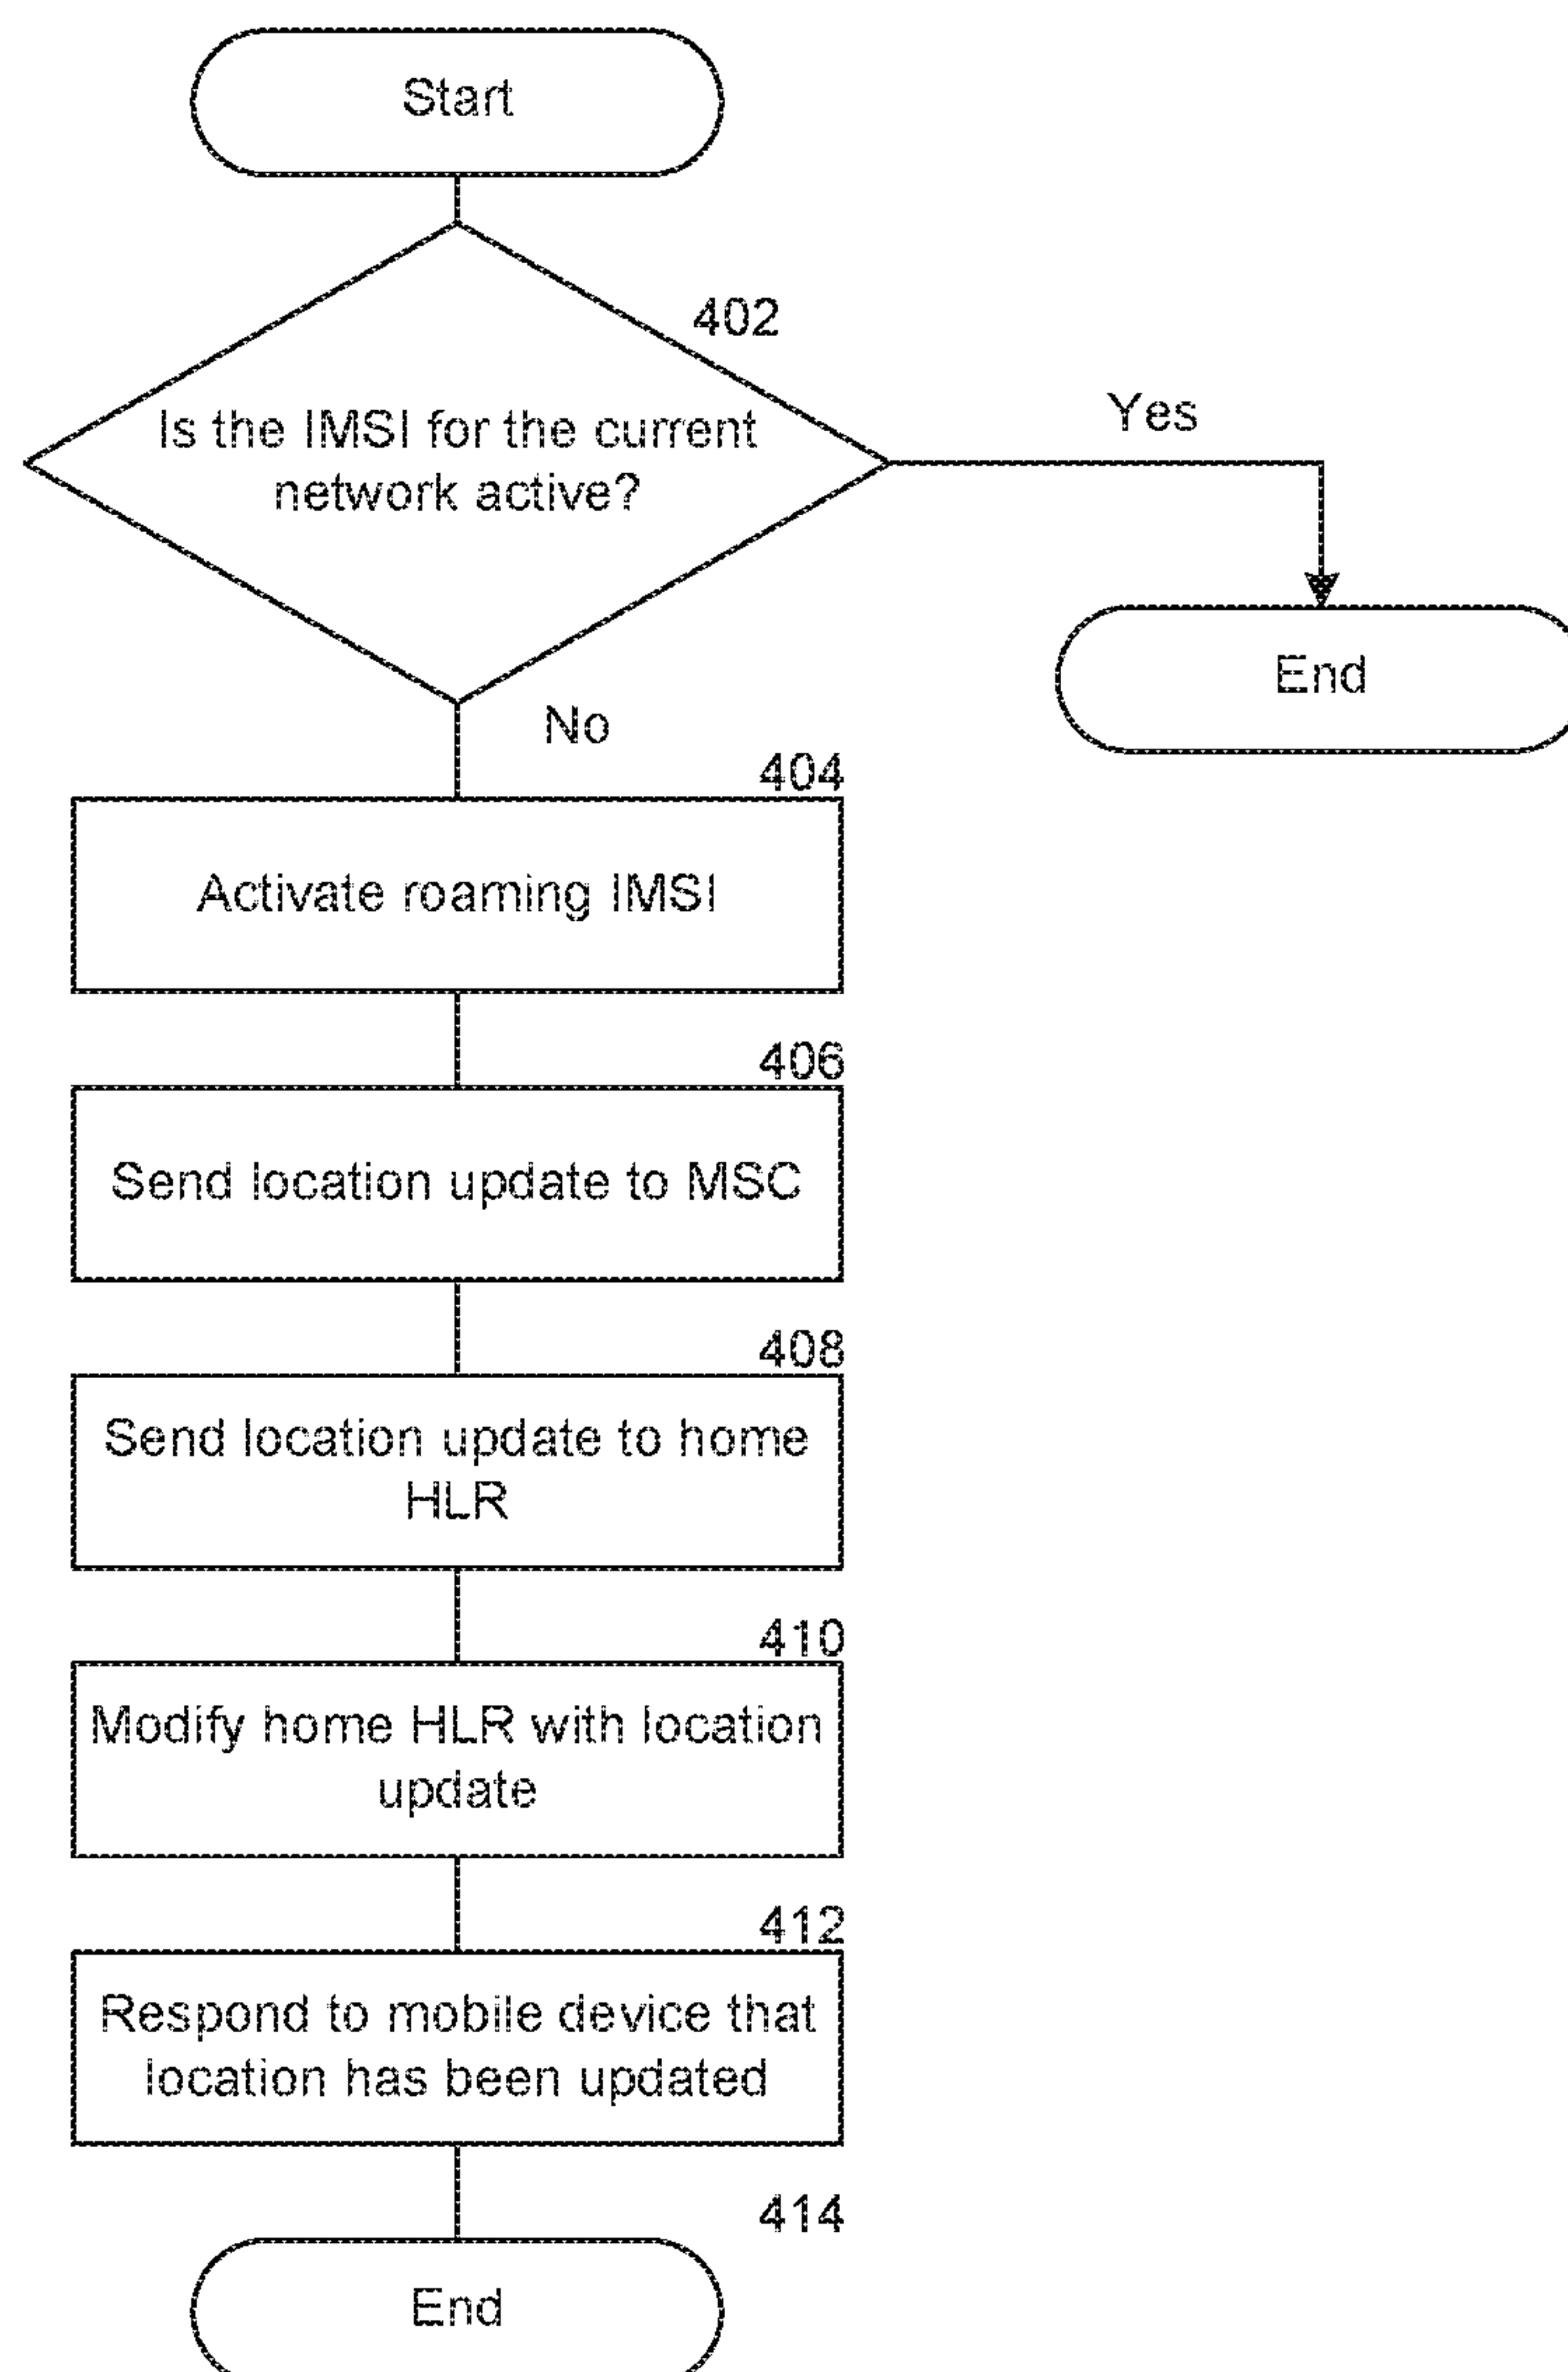 Start
402
Is the IMSI for the current
network active?
Yes
End
No
404
Activate roaming IMSI
406
Send location update to MSC
408
Send location update to home
HLR
410
Modify home HLR with location
update
412
Respond to mobile device that
location has been updated
414
End